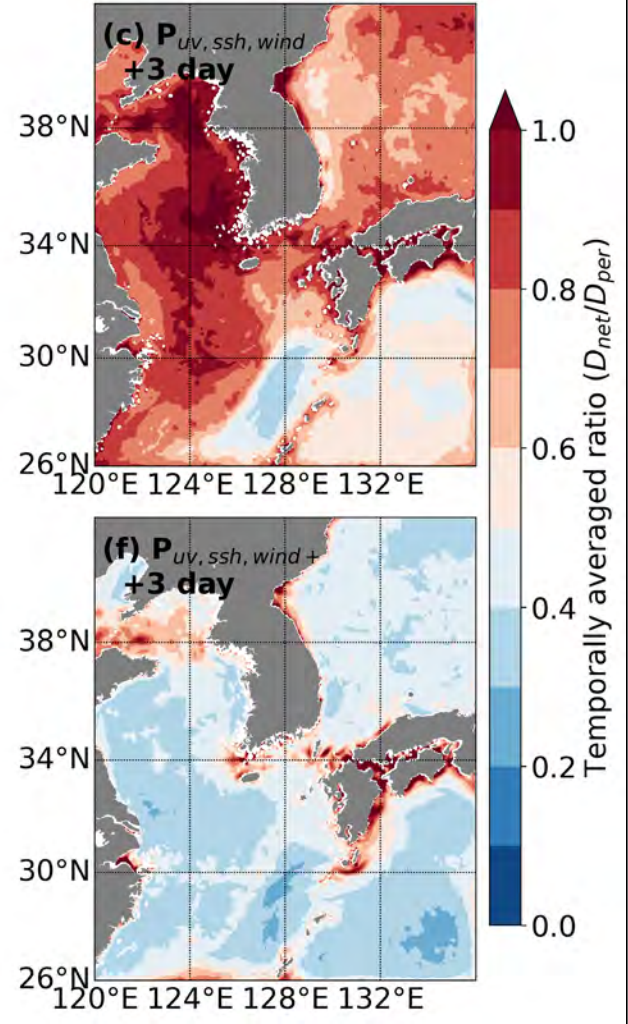 (c) P uv, ssh, wind
+3 day
38°N
34°N
30°N
26°N
120°E 124°E 128°E 132°E
(f) P uv, ssh, wind +
+3 day
38°N
34°N
30°N
26°N
120°E 124°E 128°E 132°E
1.0
0.8
0.6
0.4
0.2
0.0
Temporally averaged ratio (Dnet/Dper)